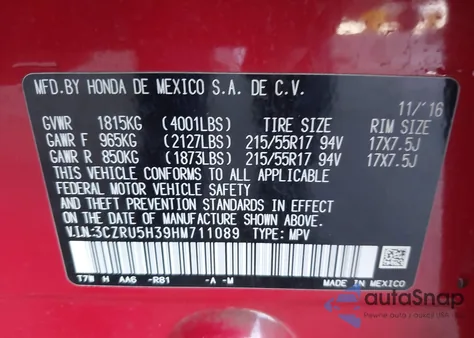 MFD.BY HONDA DE MEXICO S.A. DE C.V.
11/'16
GVWR 1815KG (4001LBS) TIRE SIZE RIM SIZE
GAWR F 965KG (2127LBS) 215/55R17 94V 17X7.5J
GAWR R 850KG (1873LBS) 215/55R17 94V 17X7.5J
THIS VEHICLE CONFORMS TO ALL APPLICABLE
FEDERAL MOTOR VEHICLE SAFETY
AND THEFT PREVENTION STANDARDS IN EFFECT ON
THE DATE OF MANUFACTURE SHOWN ABOVE.
V.I.N.:3CZRU5H39HM711089 TYPE: MPV
T7W H AA6 -R81 -A -M
MADE IN MEXICO
autoSnap
Pewne auto z USA